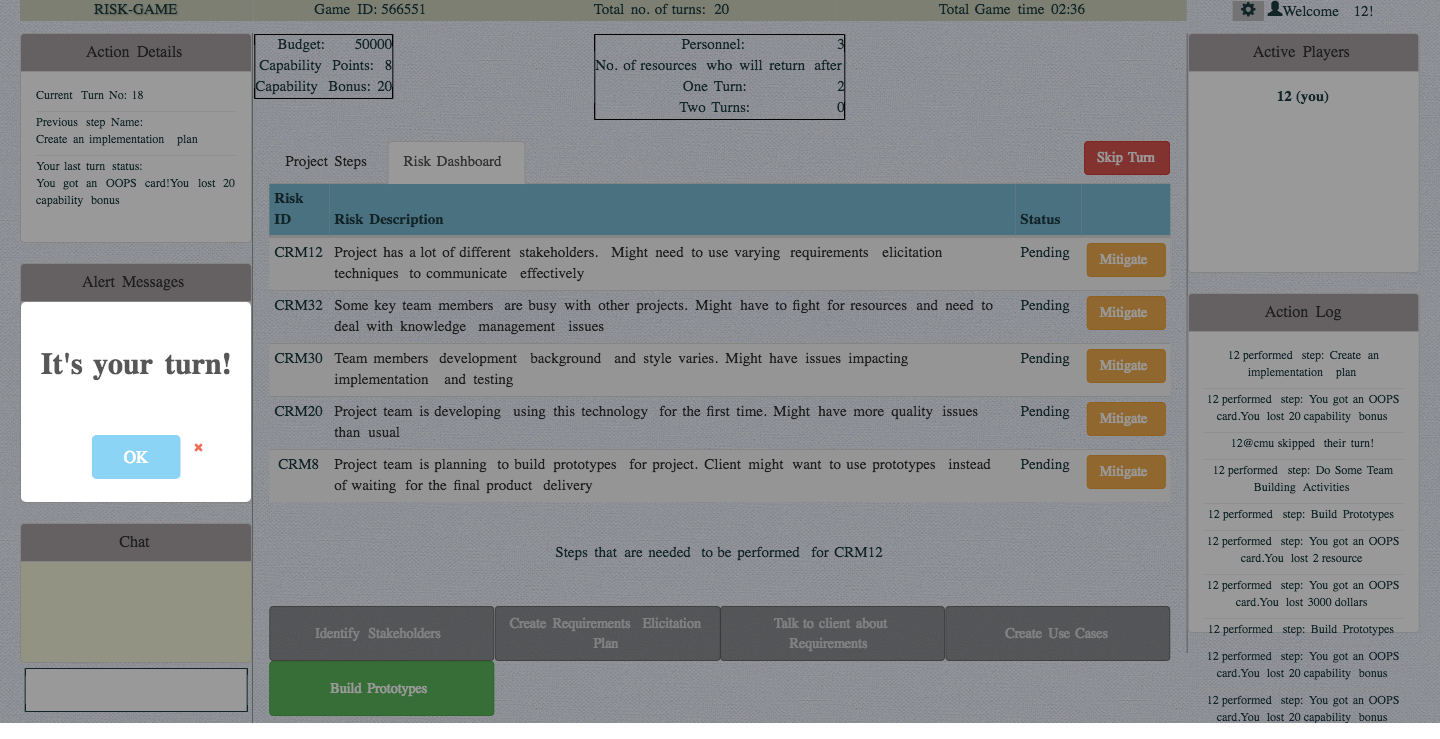 RISK-GAME
Game ID: 566551
Total no. of turns: 20
Total Game time 02:36
Welcome 12!
Action Details
Current Turn No: 18
Previous step Name:
Create an implementation plan
Your last turn status:
You got an OOPS card!You lost 20
capability bonus
Alert Messages
It's your turn!
OK
Chat
Budget: 50000
Capability Points: 8
Capability Bonus: 20
Personnel: 3
No. of resources who will return after
One Turn: 2
Two Turns: 0
Project Steps
Risk Dashboard
Skip Turn
Risk
ID Risk Description Status
CRM12 Project has a lot of different stakeholders. Might need to use varying requirements elicitation Pending Mitigate
techniques to communicate effectively
CRM32 Some key team members are busy with other projects. Might have to fight for resources and need to Pending Mitigate
deal with knowledge management issues
CRM30 Team members development background and style varies. Might have issues impacting Pending Mitigate
implementation and testing
CRM20 Project team is developing using this technology for the first time. Might have more quality issues Pending Mitigate
than usual
CRM8 Project team is planning to build prototypes for project. Client might want to use prototypes instead Pending Mitigate
of waiting for the final product delivery
Steps that are needed to be performed for CRM12
Identify Stakeholders
Create Requirements Elicitation
Plan
Talk to client about
Requirements
Create Use Cases
Build Prototypes
Active Players
12 (you)
Action Log
12 performed step: Create an
implementation plan
12 performed step: You got an OOPS
card.You lost 20 capability bonus
12@cmu skipped their turn!
12 performed step: Do Some Team
Building Activities
12 performed step: Build Prototypes
12 performed step: You got an OOPS
card.You lost 2 resource
12 performed step: You got an OOPS
card.You lost 3000 dollars
12 performed step: Build Prototypes
12 performed step: You got an OOPS
card.You lost 20 capability bonus
12 performed step: You got an OOPS
card.You lost 20 capability bonus